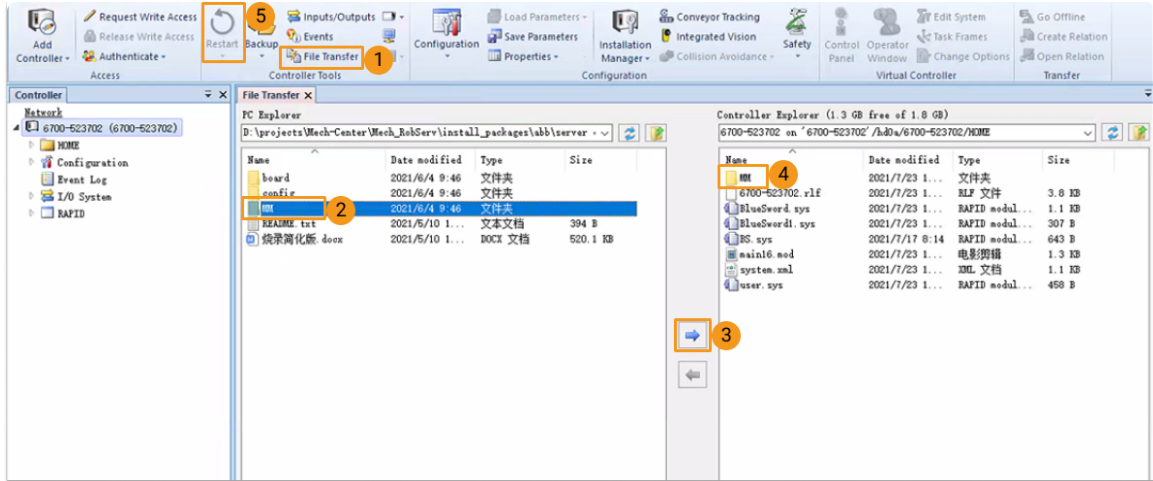 Add
Controller
Request Write Access
Release Write Access
Authenticate
Access
Restart
5
Backup
Inputs/Outputs
Events
File Transfer
1
Controller Tools
Configuration
Load Parameters
Save Parameters
Properties
Installation
Manager
Configuration
Conveyor Tracking
Integrated Vision
Collision Avoidance
Safety
Control
Panel
Operator
Window
Edit System
Task Frames
Change Options
Virtual Controller
Go Offline
Create Relation
Open Relation
Transfer
Controller
Network
6700-523702 (6700-523702)
HOME
Configuration
Event Log
I/O System
RAPID
File Transfer X
PC Explorer
D:\projects\Mech-Center\Mech_RobServ\install_packages\abb\server
Name Date modified Type Size
board 2021/6/4 9:46 文件夹
config 2021/6/4 9:46 文件夹
MM 2021/6/4 9:46 文件夹
2
README.txt 2021/5/10 1... 文本文档 394 B
烧录简化版.docx 2021/5/10 1... DOCX 文档 520.1 KB
3
Controller Explorer (1.3 GB free of 1.8 GB)
6700-523702 on '6700-523702'/hd0a/6700-523702/HOME
Name Date modified Type Size
MM 2021/7/23 1... 文件夹
4
6700-523702.rlf 2021/7/23 1... RLF 文件 3.8 KB
BlueSword.sys 2021/7/23 1... RAPID modul... 1.1 KB
BlueSword1.sys 2021/7/23 1... RAPID modul... 307 B
BS.sys 2021/7/17 8:14 RAPID modul... 643 B
main16.mod 2021/7/23 1... 电影剪辑 1.3 KB
system.xml 2021/7/23 1... XML 文档 1.1 KB
user.sys 2021/7/23 1... RAPID modul... 458 B